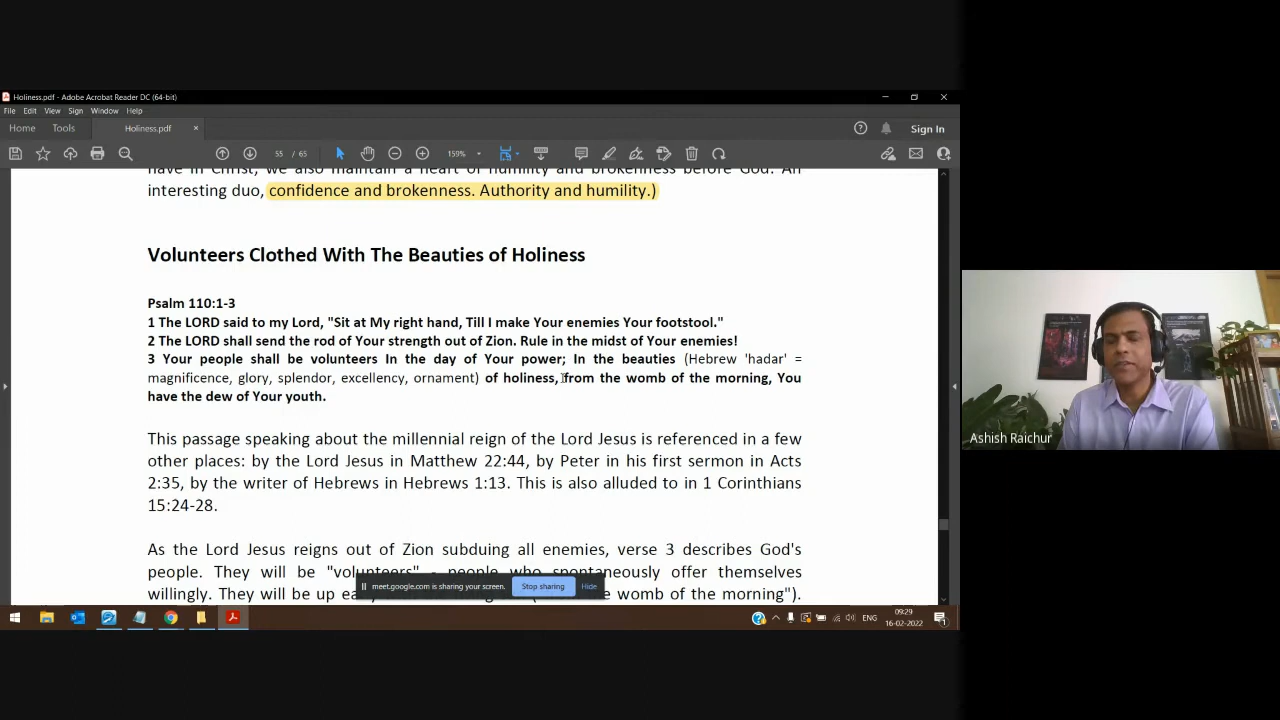 Holiness.pdf - Adobe Acrobat Reader DC (64-bit)
File Edit View Sign Window Help
Home Tools Holiness.pdf × Sign In
55 / 65 159%
have in Christ, we also maintain a heart of humility and brokenness before God. An
interesting duo, confidence and brokenness. Authority and humility.)
Volunteers Clothed With The Beauties of Holiness
Psalm 110:1-3
1 The LORD said to my Lord, "Sit at My right hand, Till I make Your enemies Your footstool."
2 The LORD shall send the rod of Your strength out of Zion. Rule in the midst of Your enemies!
3 Your people shall be volunteers In the day of Your power; In the beauties (Hebrew 'hadar' =
magnificence, glory, splendor, excellency, ornament) of holiness, from the womb of the morning, You
have the dew of Your youth.
This passage speaking about the millennial reign of the Lord Jesus is referenced in a few
other places: by the Lord Jesus in Matthew 22:44, by Peter in his first sermon in Acts
2:35, by the writer of Hebrews in Hebrews 1:13. This is also alluded to in 1 Corinthians
15:24-28.
As the Lord Jesus reigns out of Zion subduing all enemies, verse 3 describes God's
people. They will be "volunteers" - people who spontaneously offer themselves
willingly. They will be up womb of the morning").
meet.google.com is sharing your screen. Stop sharing Hide
ENG 09:29
16-02-2022
Ashish Raichur